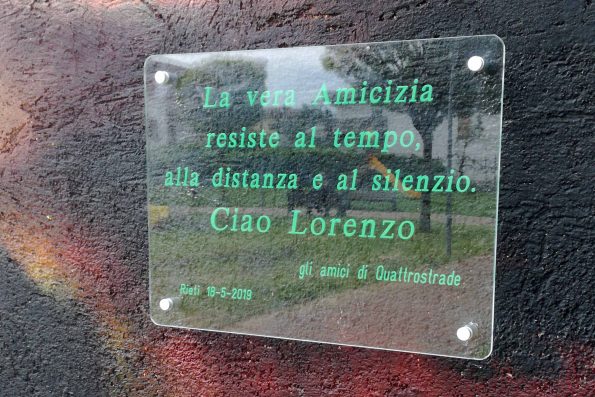 La vera Amicizia
resiste al tempo,
alla distanza e al silenzio.
Ciao Lorenzo
gli amici di Quattrostrade
Rieti 18-5-2019